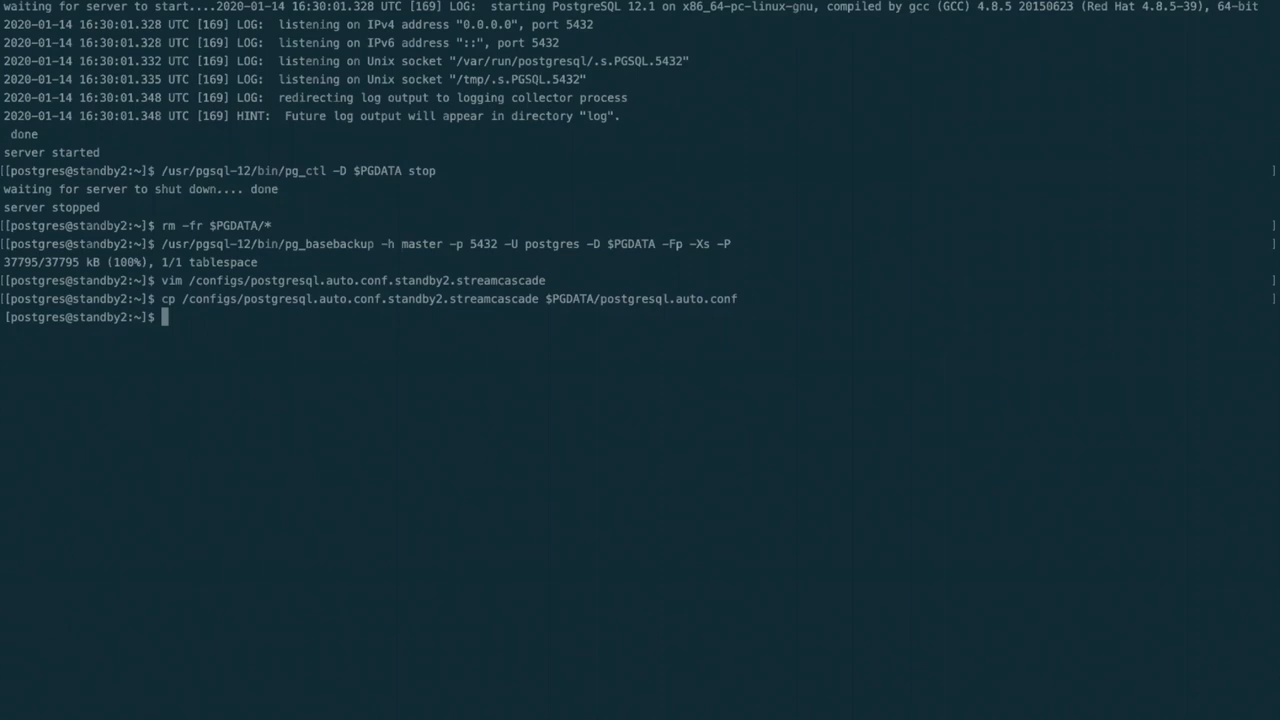 waiting for server to start....2020-01-14 16:30:01.328 UTC [169] LOG:  starting PostgreSQL 12.1 on x86_64-pc-linux-gnu, compiled by gcc (GCC) 4.8.5 20150623 (Red Hat 4.8.5-39), 64-bit
2020-01-14 16:30:01.328 UTC [169] LOG:  listening on IPv4 address "0.0.0.0", port 5432
2020-01-14 16:30:01.328 UTC [169] LOG:  listening on IPv6 address "::", port 5432
2020-01-14 16:30:01.332 UTC [169] LOG:  listening on Unix socket "/var/run/postgresql/.s.PGSQL.5432"
2020-01-14 16:30:01.335 UTC [169] LOG:  listening on Unix socket "/tmp/.s.PGSQL.5432"
2020-01-14 16:30:01.348 UTC [169] LOG:  redirecting log output to logging collector process
2020-01-14 16:30:01.348 UTC [169] HINT:  Future log output will appear in directory "log".
 done
server started
[[postgres@standby2:~]$ /usr/pgsql-12/bin/pg_ctl -D $PGDATA stop ]
waiting for server to shut down.... done
server stopped
[[postgres@standby2:~]$ rm -fr $PGDATA/* ]
[[postgres@standby2:~]$ /usr/pgsql-12/bin/pg_basebackup -h master -p 5432 -U postgres -D $PGDATA -Fp -Xs -P ]
37795/37795 kB (100%), 1/1 tablespace
[[postgres@standby2:~]$ vim /configs/postgresql.auto.conf.standby2.streamcascade ]
[[postgres@standby2:~]$ cp /configs/postgresql.auto.conf.standby2.streamcascade $PGDATA/postgresql.auto.conf ]
[postgres@standby2:~]$